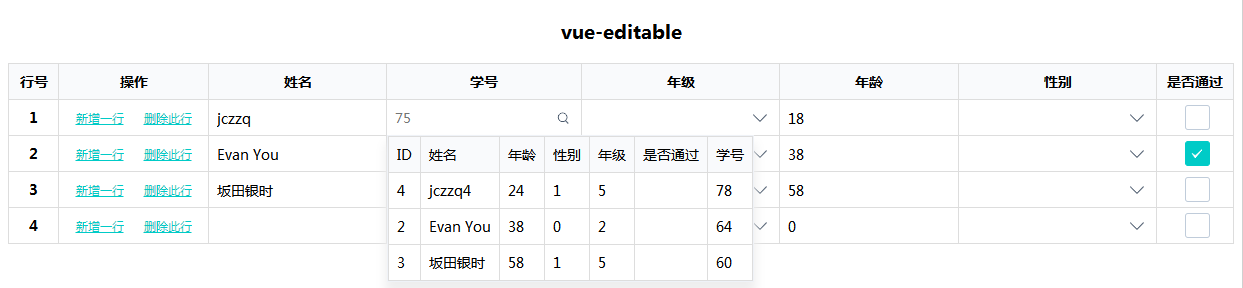 vue-editable
行号 操作 姓名 学号 年级 年龄 性别 是否通过
1 新增一行 删除此行 jczzq 75 18
2 新增一行 删除此行 Evan You 38
3 新增一行 删除此行 坂田银时 58
4 新增一行 删除此行 0
ID 姓名 年龄 性别 年级 是否通过 学号
4 jczzq4 24 1 5 78
2 Evan You 38 0 2 64
3 坂田银时 58 1 5 60